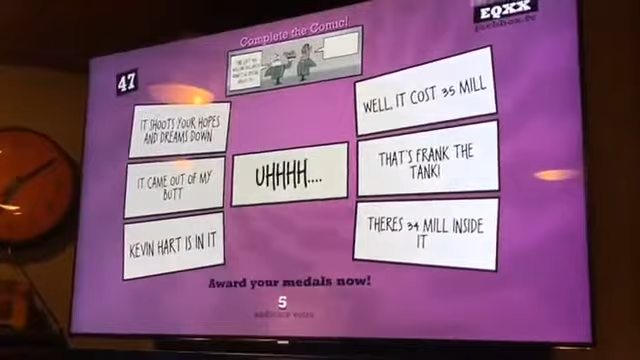 Complete the Comic!
EQXX
jackbox.tv
47
IT SHOOTS YOUR HOPES
AND DREAMS DOWN
IT CAME OUT OF MY
BUTT
KEVIN HART IS IN IT
UHHHH....
WELL, IT COST 35 MILL
THAT'S FRANK THE
TANK!
THERES 34 MILL INSIDE
IT
Award your medals now!
5
audience votes